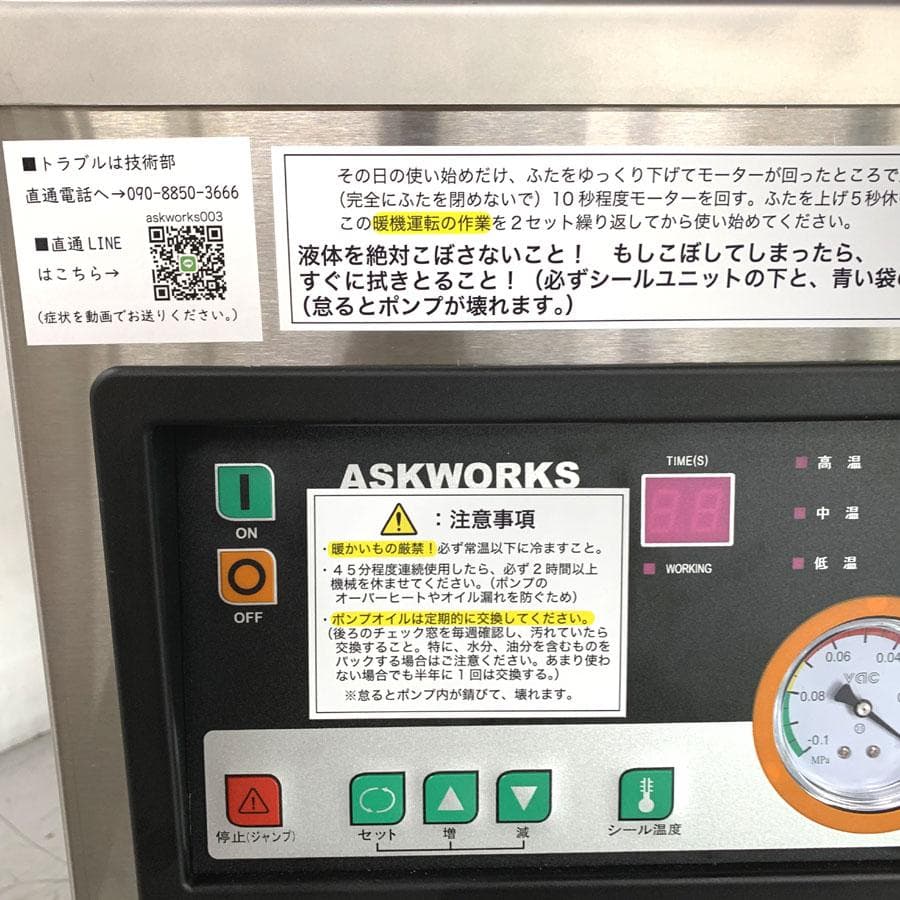 ■トラブルは技術部
直通電話へ→090-8850-3666
askworks003
■直通LINE
はこちら→
(症状を動画でお送りください。)
その日の使い始めだけ、ふたをゆっくり下げてモーターが回ったところで
(完全にふたを閉めないで)10秒程度モーターを回す。ふたを上げ5秒休
この暖機運転の作業を2セット繰り返してから使い始めてください。
液体を絶対こぼさないこと! もしこぼしてしまったら、
すぐに拭きとること!(必ずシールユニットの下と、青い袋の
(怠るとポンプが壊れます。)
ASKWORKS
ON
OFF
:注意事項
・暖かいもの厳禁!必ず常温以下に冷ますこと。
・45分程度連続使用したら、必ず2時間以上
機械を休ませてください。(ポンプの
オーバーヒートやオイル漏れを防ぐため)
・ポンプオイルは定期的に交換してください。
(後ろのチェック窓を毎週確認し、汚れていたら
交換すること。特に、水分、油分を含むものを
パックする場合はご注意ください。あまり使わ
ない場合でも半年に1回は交換する。)
※怠るとポンプ内が錆びて、壊れます。
TIME(S)
88
WORKING
高温
中温
低温
0.06 0.04
vac
0.08
-0.1
MPa
停止(ジャンプ)
セット 増 減
シール温度